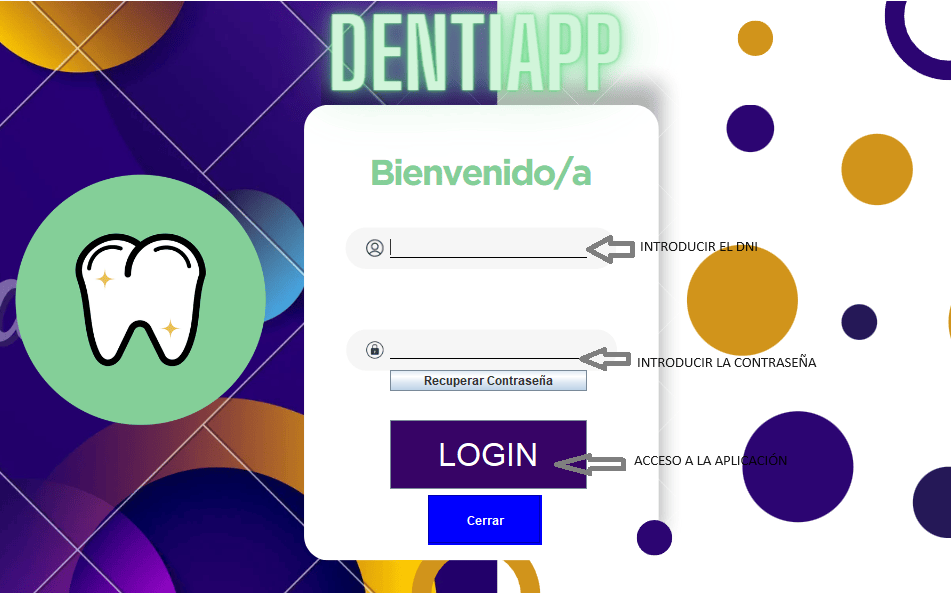 DENTIAPP
Bienvenido/a
INTRODUCIR EL DNI
INTRODUCIR LA CONTRASEÑA
Recuperar Contraseña
LOGIN
ACCESO A LA APLICACIÓN
Cerrar